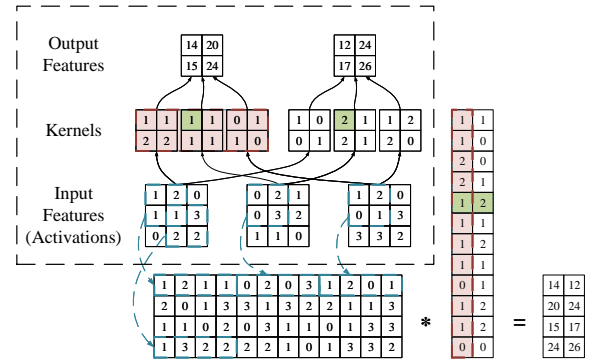 Output
Features
14 20
15 24
12 24
17 26
Kernels
1 1
2 2
1 1
1 1
0 1
1 0
1 0
0 1
2 1
2 1
1 2
2 0
Input
Features
(Activations)
1 2 0
1 1 3
0 2 2
0 2 1
0 3 2
1 1 0
1 2 0
0 1 3
3 3 2
1 2 1 1 0 2 0 3 1 2 0 1
2 0 1 3 3 1 3 2 2 1 1 3
1 1 0 2 0 3 1 1 0 1 3 3
1 3 2 2 3 2 1 0 1 3 3 2
*
1 1
1 0
2 0
2 1
1 2
1 1
1 2
1 1
0 1
1 2
1 2
0 0
=
14 12
20 24
15 17
24 26